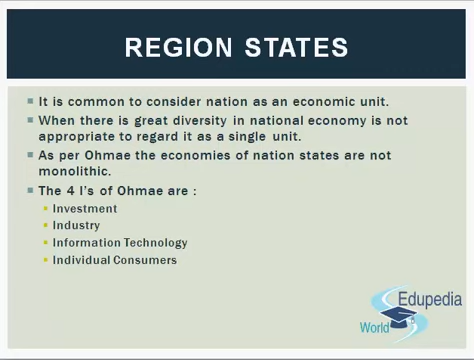 REGION STATES
It is common to consider nation as an economic unit.
When there is great diversity in national economy is not
appropriate to regard it as a single unit.
As per Ohmae the economies of nation states are not
monolithic.
The 4 I's of Ohmae are :
Investment
Industry
Information Technology
Individual Consumers
Edupedia
World